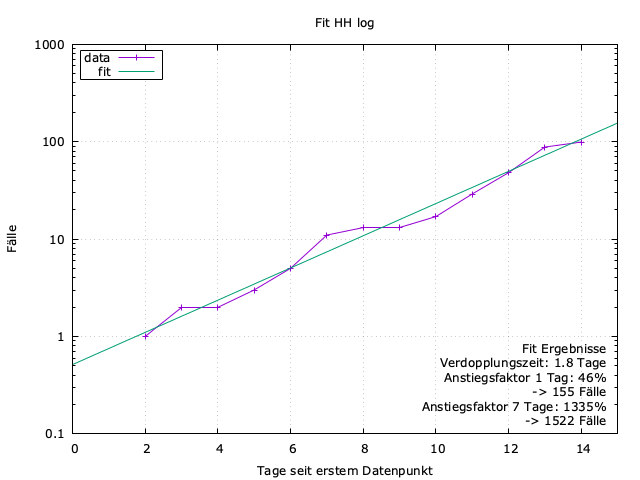 Fit HH log
1000
100
10
1
0.1
Fälle
data
fit
Fit Ergebnisse
Verdopplungszeit: 1.8 Tage
Anstiegsfaktor 1 Tag: 46%
-> 155 Fälle
Anstiegsfaktor 7 Tage: 1335%
-> 1522 Fälle
0 2 4 6 8 10 12 14
Tage seit erstem Datenpunkt